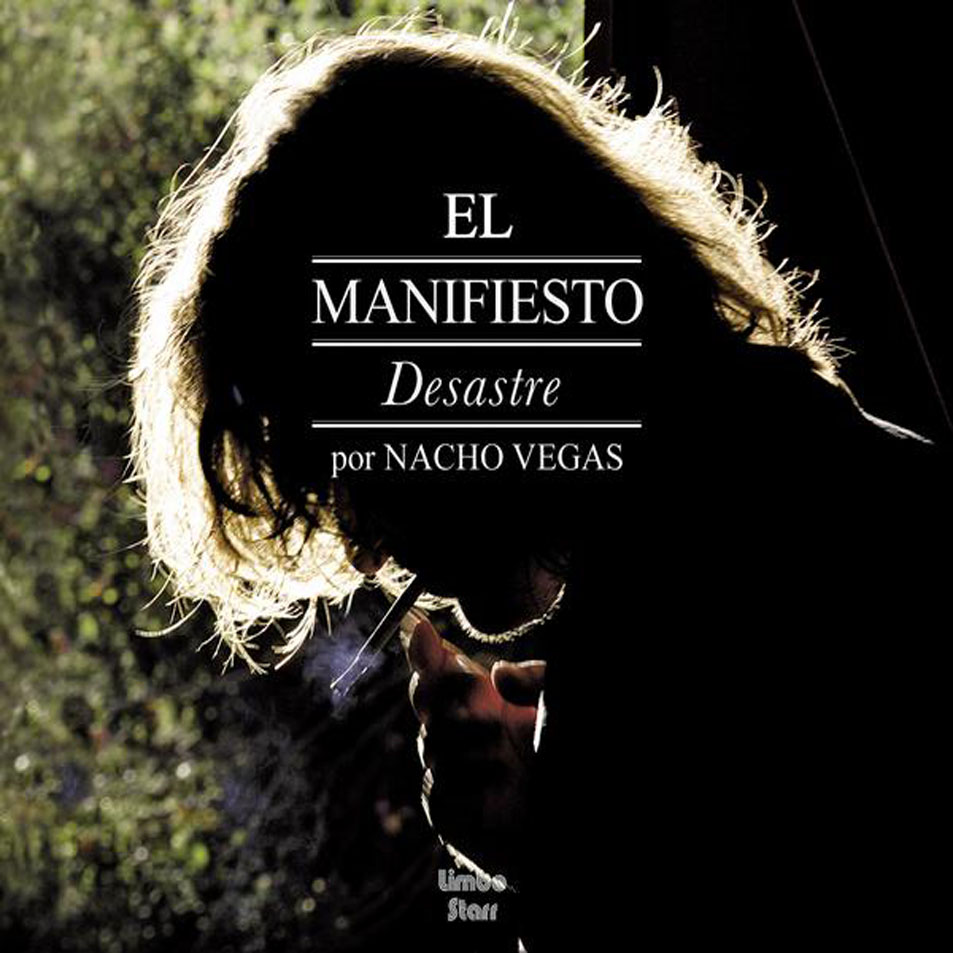 EL
MANIFIESTO
Desastre
por NACHO VEGAS
Limbo
Starr